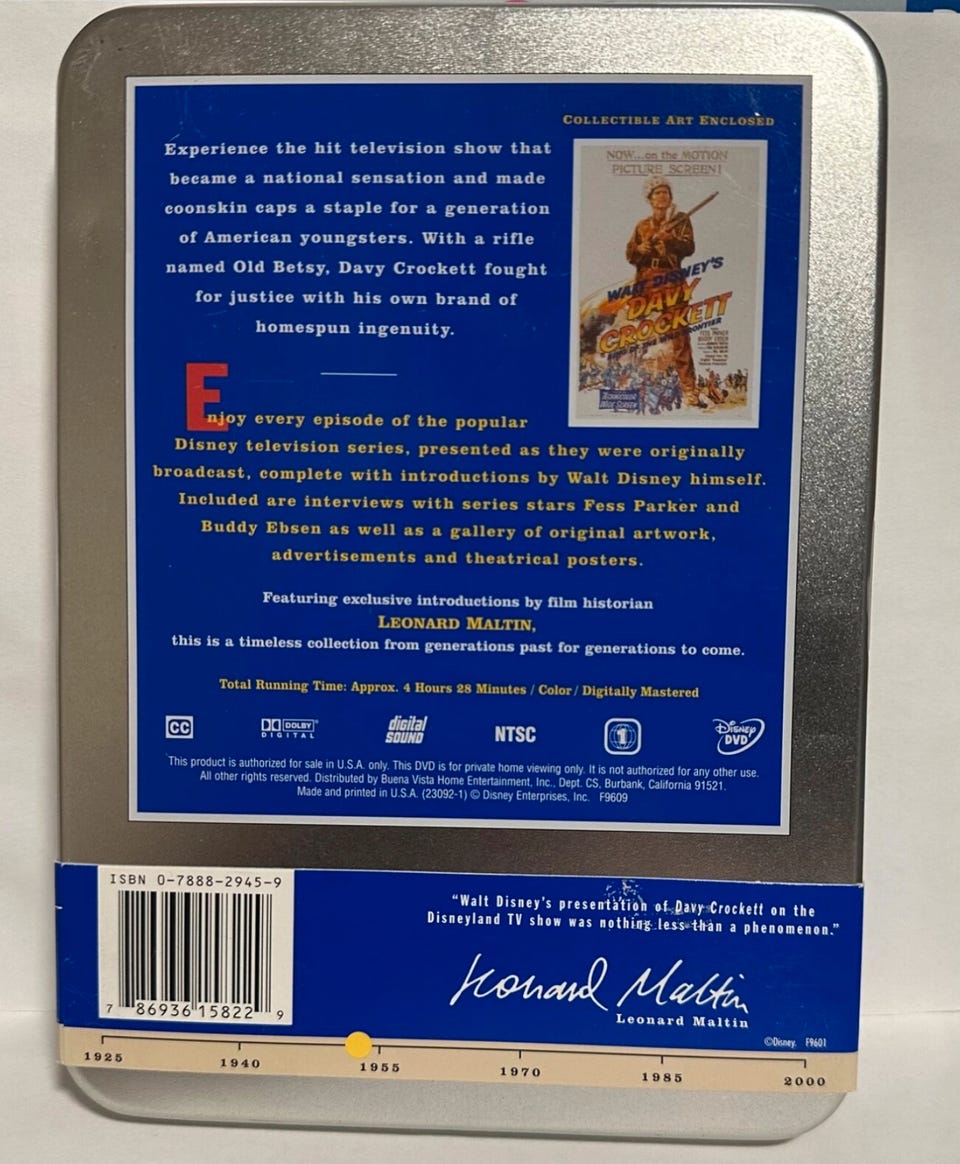 COLLECTIBLE ART ENCLOSED
Experience the hit television show that
became a national sensation and made
coonskin caps a staple for a generation
of American youngsters. With a rifle
named Old Betsy, Davy Crockett fought
for justice with his own brand of
homespun ingenuity.
NOW...on the MOTION
PICTURE SCREEN!
WALT DISNEY'S
DAVY
CROCKETT
KING OF THE WILD FRONTIER
TECHNICOLOR
WIDE SCREEN
Enjoy every episode of the popular
Disney television series, presented as they were originally
broadcast, complete with introductions by Walt Disney himself.
Included are interviews with series stars Fess Parker and
Buddy Ebsen as well as a gallery of original artwork,
advertisements and theatrical posters.
Featuring exclusive introductions by film historian
LEONARD MALTIN,
this is a timeless collection from generations past for generations to come.
Total Running Time: Approx. 4 Hours 28 Minutes / Color / Digitally Mastered
CC
DOLBY
DIGITAL
digital
SOUND
NTSC
1
DISNEY
DVD
This product is authorized for sale in U.S.A. only. This DVD is for private home viewing only. It is not authorized for any other use.
All other rights reserved. Distributed by Buena Vista Home Entertainment, Inc., Dept. CS, Burbank, California 91521.
Made and printed in U.S.A. (23092-1) © Disney Enterprises, Inc. F9609
ISBN 0-7888-2945-9
7 86936 15822 9
"Walt Disney's presentation of Davy Crockett on the
Disneyland TV show was nothing less than a phenomenon."
Leonard Maltin
Leonard Maltin
©Disney. F9601
1925 1940 1955 1970 1985 2000